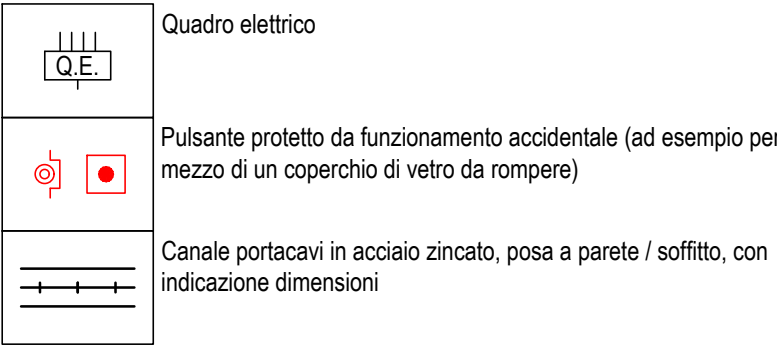 Quadro elettrico
Q.E.
Pulsante protetto da funzionamento accidentale (ad esempio per
mezzo di un coperchio di vetro da rompere)
Canale portacavi in acciaio zincato, posa a parete / soffitto, con
indicazione dimensioni